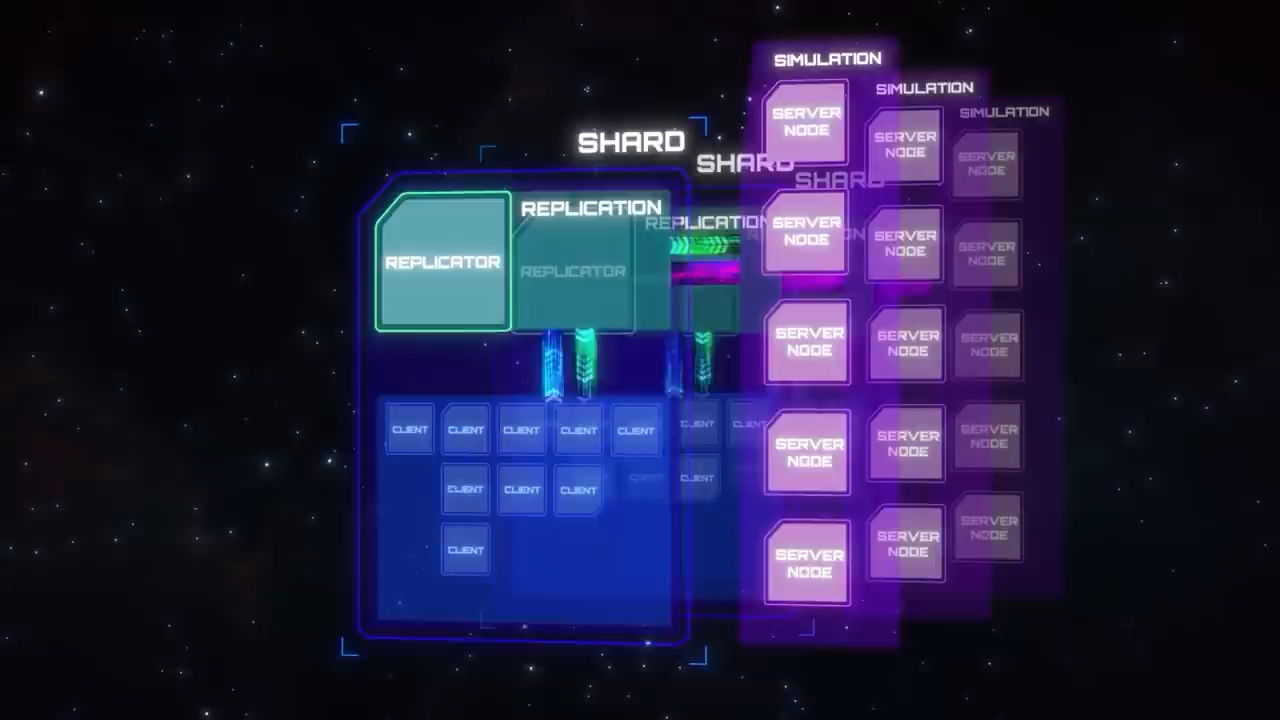 SIMULATION
SIMULATION
SIMULATION
SERVER
NODE
SERVER
NODE
SERVER
NODE
SHARD
SHARD
SHARD
REPLICATION
REPLICATION
REPLICATOR
REPLICATOR
SERVER
NODE
SERVER
NODE
SERVER
NODE
SERVER
NODE
SERVER
NODE
SERVER
NODE
CLIENT
CLIENT
CLIENT
CLIENT
CLIENT
CLIENT
CLIENT
SERVER
NODE
SERVER
NODE
SERVER
NODE
CLIENT
CLIENT
CLIENT
CLIENT
CLIENT
SERVER
NODE
SERVER
NODE
SERVER
NODE